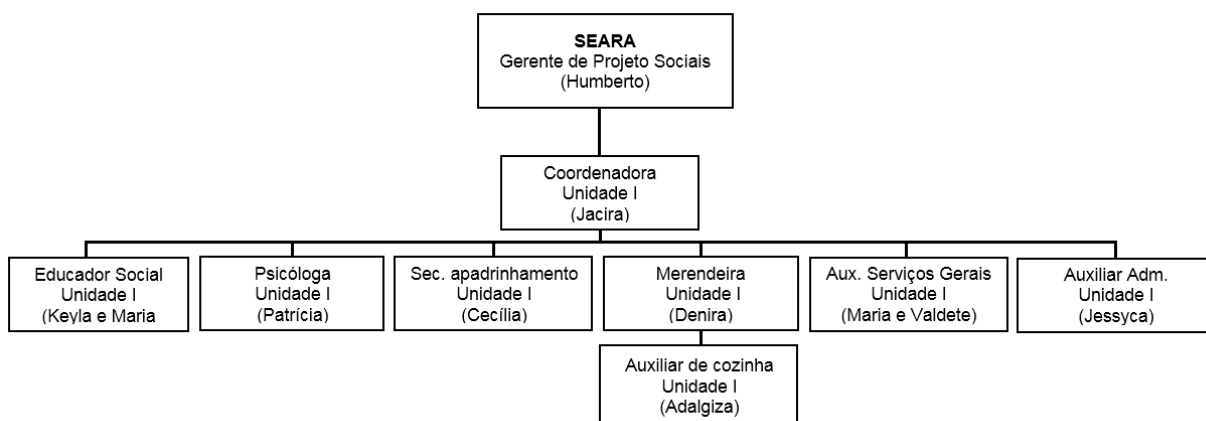 SEARA
Gerente de Projeto Sociais
(Humberto)
Coordenadora
Unidade I
(Jacira)
Educador Social
Unidade I
(Keyla e Maria
Psicóloga
Unidade I
(Patrícia)
Sec. apadrinhamento
Unidade I
(Cecília)
Merendeira
Unidade I
(Denira)
Aux. Serviços Gerais
Unidade I
(Maria e Valdete)
Auxiliar Adm.
Unidade I
(Jessyca)
Auxiliar de cozinha
Unidade I
(Adalgiza)